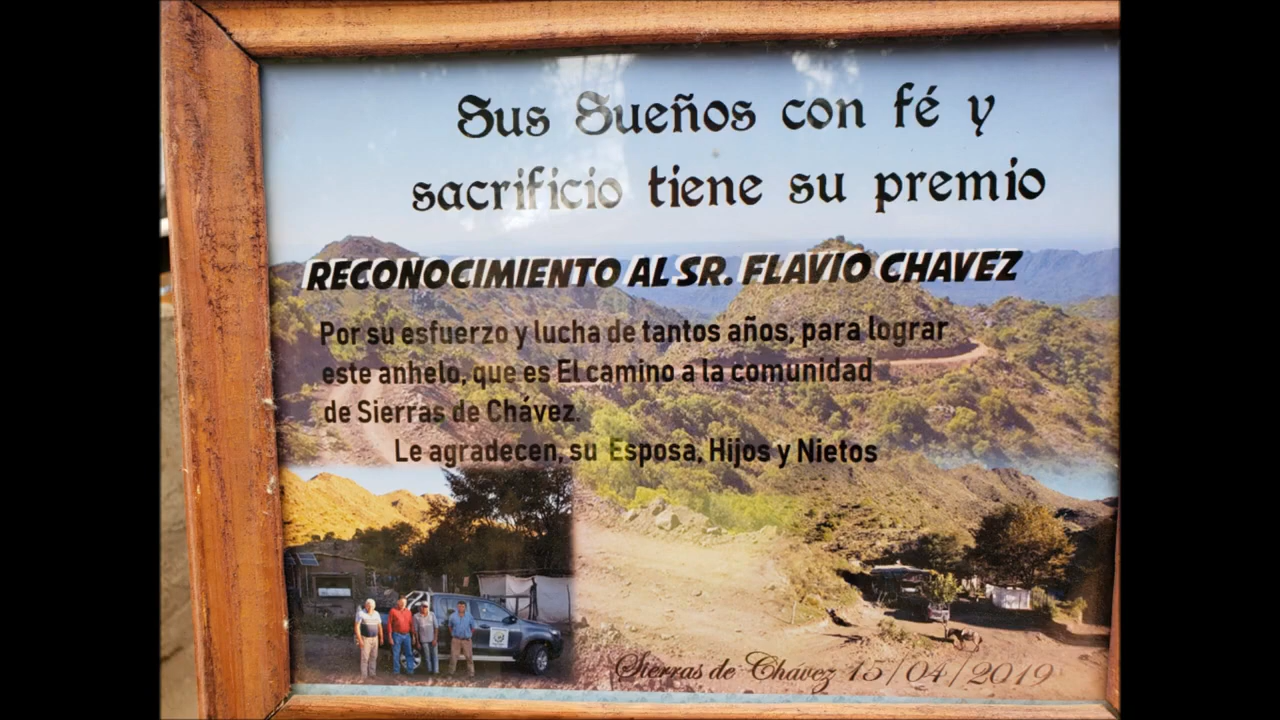 Sus Sueños con fé y
sacrificio tiene su premio
RECONOCIMIENTO AL SR. FLAVIO CHAVEZ
Por su esfuerzo y lucha de tantos años, para lograr
este anhelo, que es El camino a la comunidad
de Sierras de Chávez.
Le agradecen, su Esposa, Hijos y Nietos
Sierras de Chávez 15/04/2019